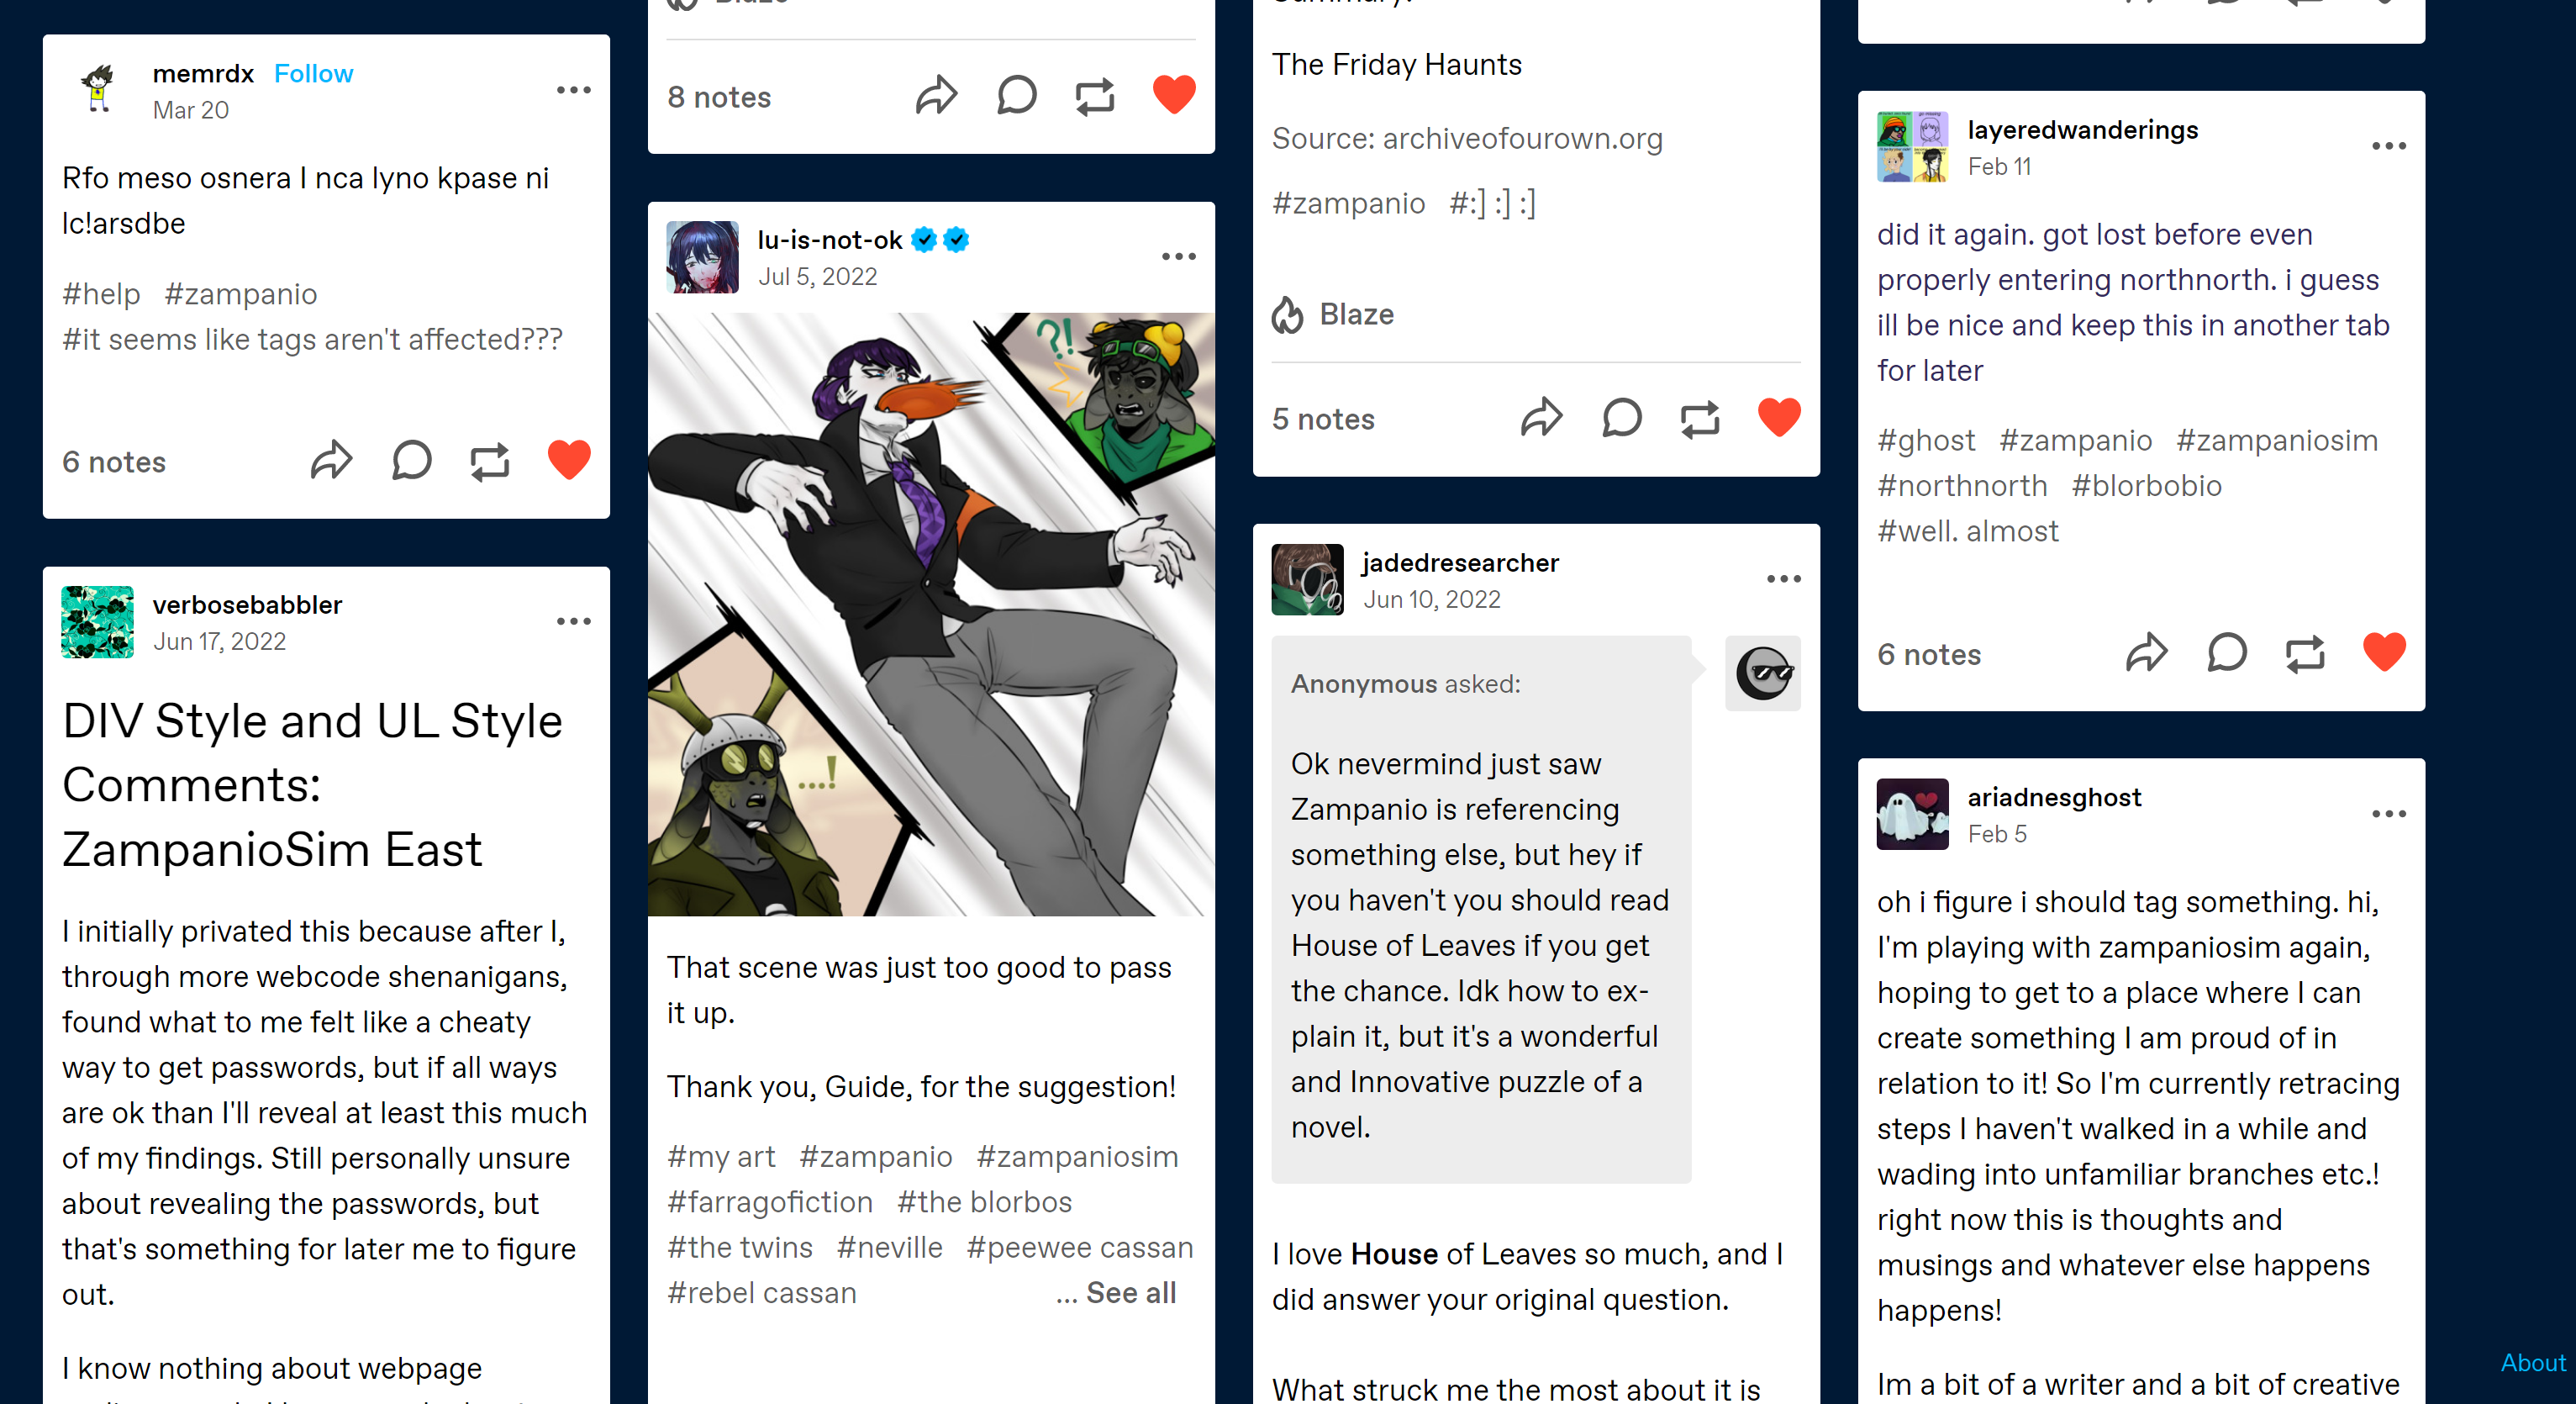 memrdx Follow
Mar 20
Rfo meso osnera I nca lyno kpase ni
lc!arsdbe
#help #zampanio
#it seems like tags aren't affected???
6 notes
verbosebabbler
Jun 17, 2022
DIV Style and UL Style
Comments:
ZampanioSim East
I initially privated this because after I,
through more webcode shenanigans,
found what to me felt like a cheaty
way to get passwords, but if all ways
are ok than I'll reveal at least this much
of my findings. Still personally unsure
about revealing the passwords, but
that's something for later me to figure
out.
I know nothing about webpage
Blaze
8 notes
lu-is-not-ok
Jul 5, 2022
?!
...!
That scene was just too good to pass
it up.
Thank you, Guide, for the suggestion!
#my art #zampanio #zampaniosim
#farragofiction #the blorbos
#the twins #neville #peewee cassan
#rebel cassan ... See all
Summary:
The Friday Haunts
Source: archiveofourown.org
#zampanio #:] :] :]
Blaze
5 notes
jadedresearcher
Jun 10, 2022
Anonymous asked:
Ok nevermind just saw
Zampanio is referencing
something else, but hey if
you haven't you should read
House of Leaves if you get
the chance. Idk how to ex-
plain it, but it's a wonderful
and Innovative puzzle of a
novel.
I love House of Leaves so much, and I
did answer your original question.
What struck me the most about it is
layeredwanderings
Feb 11
did it again. got lost before even
properly entering northnorth. i guess
ill be nice and keep this in another tab
for later
#ghost #zampanio #zampaniosim
#northnorth #blorbobio
#well. almost
6 notes
ariadnesghost
Feb 5
oh i figure i should tag something. hi,
I'm playing with zampaniosim again,
hoping to get to a place where I can
create something I am proud of in
relation to it! So I'm currently retracing
steps I haven't walked in a while and
wading into unfamiliar branches etc.!
right now this is thoughts and
musings and whatever else happens
happens!
Im a bit of a writer and a bit of creative
About